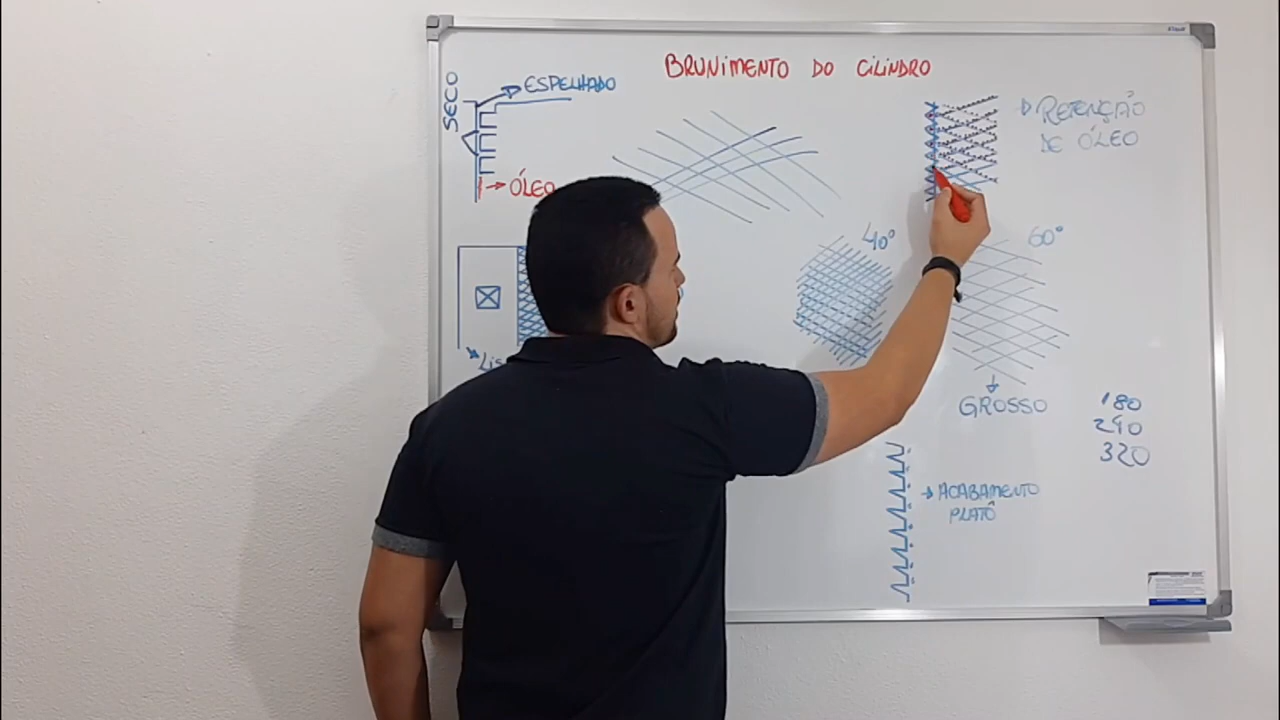 BRUNIMENTO DO CILINDRO
SECO
ESPELHADO
ÓLEO
RETENÇÃO
DE ÓLEO
40°
60°
GROSSO
180
240
320
ACABAMENTO
PLATÔ